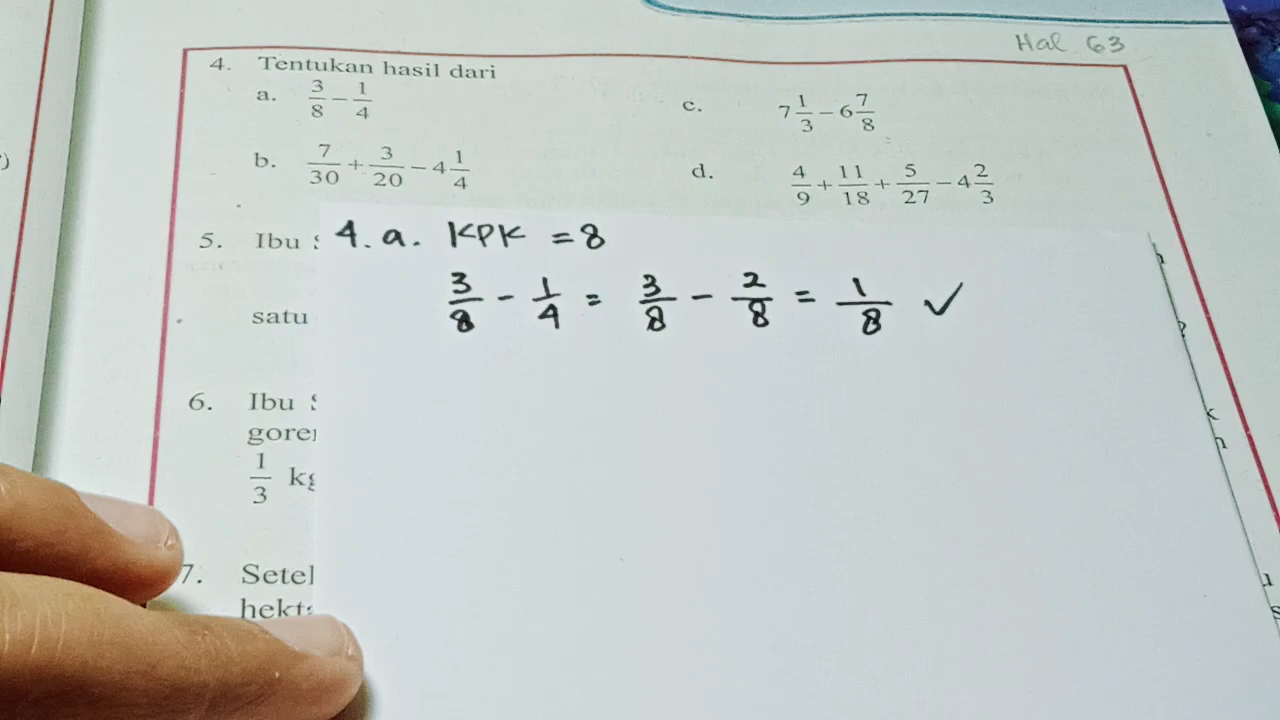 Hal 63
4. Tentukan hasil dari
a. 3/8 - 1/4
c. 7 1/3 - 6 7/8
b. 7/30 + 3/20 - 4 1/4
d. 4/9 + 11/18 + 5/27 - 4 2/3
5. Ibu
satu
6. Ibu
1/3 kg
7.
4.a. KPK = 8
3/8 - 1/4 = 3/8 - 2/8 = 1/8 ✓